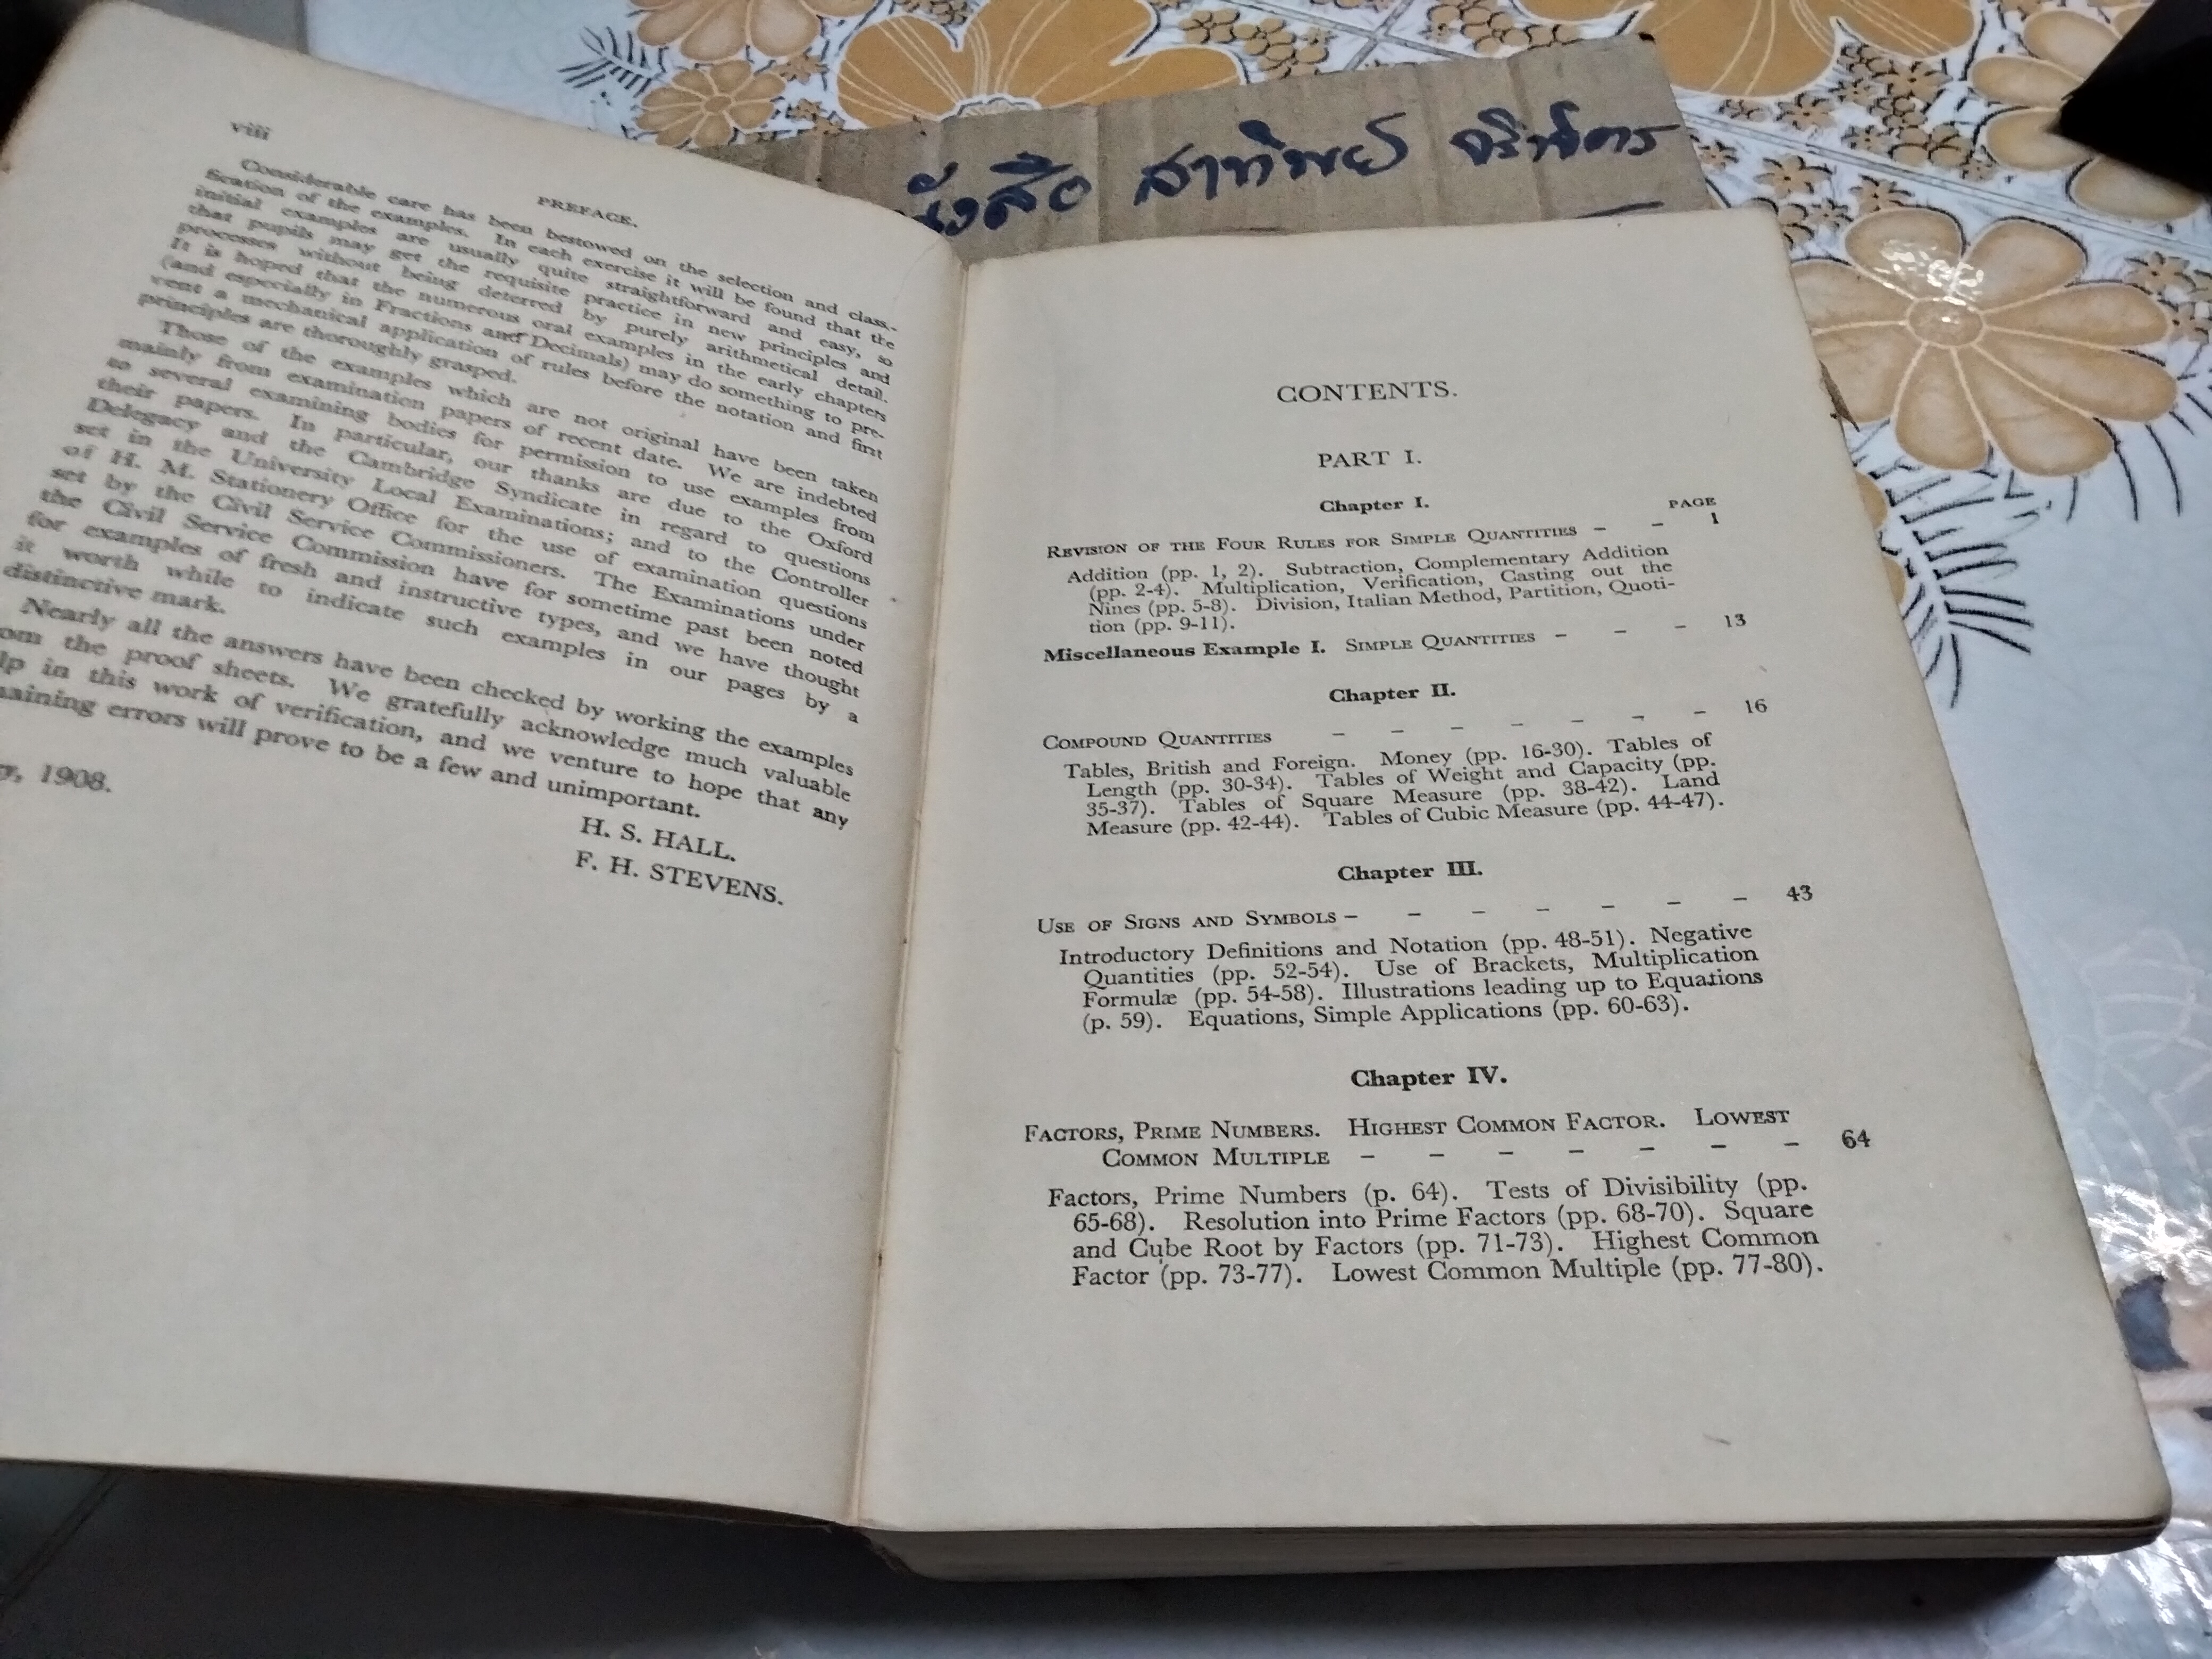 หนังสือ สาทิพย์
viii
PREFACE.
Considerable care has been bestowed on the selection and classi-
fication of the examples. In each exercise it will be found that the
initial examples are usually quite straightforward and easy, so
that pupils may get the requisite practice in new principles and
processes without being deterred by purely arithmetical detail.
It is hoped that the numerous oral examples in the early chapters
(and especially in Fractions and Decimals) may do something to pre-
vent a mechanical application of rules before the notation and first
principles are thoroughly grasped.
Those of the examples which are not original have been taken
mainly from examination papers of recent date. We are indebted
to several examining bodies for permission to use examples from
their papers. In particular, our thanks are due to the Oxford
Delegacy and the Cambridge Syndicate in regard to questions
set in the University Local Examinations; and to the Controller
of H. M. Stationery Office for the use of examination questions
set by the Civil Service Commissioners. The Examinations under
the Civil Service Commission have for sometime past been noted
for examples of fresh and instructive types, and we have thought
it worth while to indicate such examples in our pages by a
distinctive mark.
Nearly all the answers have been checked by working the examples
om the proof sheets. We gratefully acknowledge much valuable
lp in this work of verification, and we venture to hope that any
maining errors will prove to be a few and unimportant.
H. S. HALL.
F. H. STEVENS.
y, 1908.
CONTENTS.
PART I.
Chapter I.
PAGE
REVISION OF THE FOUR RULES FOR SIMPLE QUANTITIES - - 1
Addition (pp. 1, 2). Subtraction, Complementary Addition
(pp. 2-4). Multiplication, Verification, Casting out the
Nines (pp. 5-8). Division, Italian Method, Partition, Quoti-
tion (pp. 9-11).
Miscellaneous Example I. SIMPLE QUANTITIES - - - 13
Chapter II.
COMPOUND QUANTITIES - - - - - - - 16
Tables, British and Foreign. Money (pp. 16-30). Tables of
Length (pp. 30-34). Tables of Weight and Capacity (pp.
35-37). Tables of Square Measure (pp. 38-42). Land
Measure (pp. 42-44). Tables of Cubic Measure (pp. 44-47).
Chapter III.
USE OF SIGNS AND SYMBOLS - - - - - - - 43
Introductory Definitions and Notation (pp. 48-51). Negative
Quantities (pp. 52-54). Use of Brackets, Multiplication
Formulæ (pp. 54-58). Illustrations leading up to Equations
(p. 59). Equations, Simple Applications (pp. 60-63).
Chapter IV.
FACTORS, PRIME NUMBERS. HIGHEST COMMON FACTOR. LOWEST
COMMON MULTIPLE - - - - - - - 64
Factors, Prime Numbers (p. 64). Tests of Divisibility (pp.
65-68). Resolution into Prime Factors (pp. 68-70). Square
and Cube Root by Factors (pp. 71-73). Highest Common
Factor (pp. 73-77). Lowest Common Multiple (pp. 77-80).